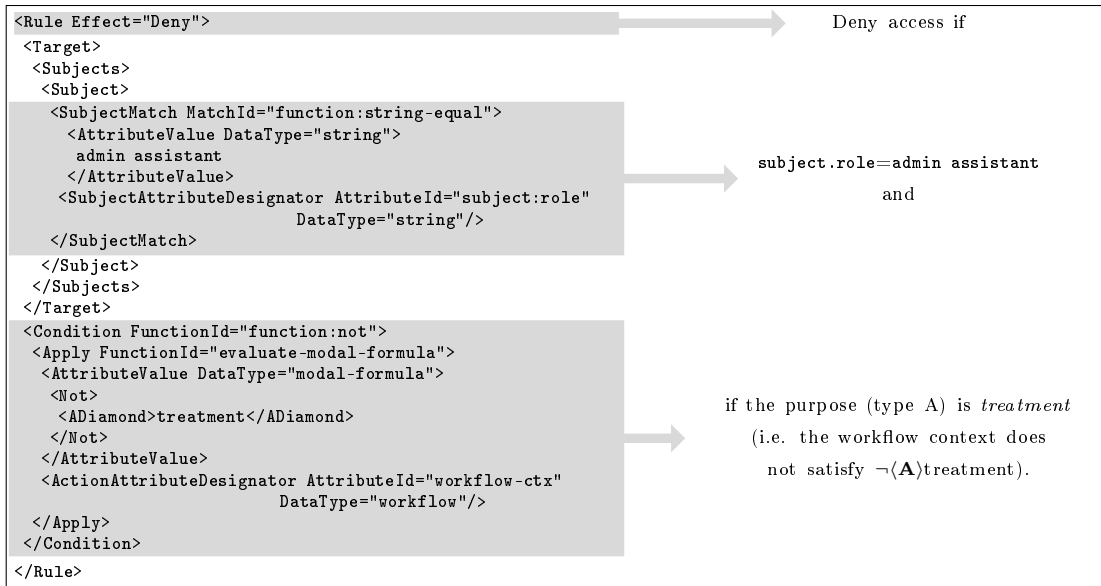 <Rule Effect="Deny">
Deny access if
<Target>
<Subjects>
<Subject>
<SubjectMatch MatchId="function:string-equal">
<AttributeValue DataType="string">
admin assistant
</AttributeValue>
<SubjectAttributeDesignator AttributeId="subject:role"
DataType="string"/>
</SubjectMatch>
subject.role=admin assistant
and
</Subject>
</Subjects>
</Target>
<Condition FunctionId="function:not">
<Apply FunctionId="evaluate-modal-formula">
<AttributeValue DataType="modal-formula">
<Not>
<ADiamond>treatment</ADiamond>
</Not>
</AttributeValue>
<ActionAttributeDesignator AttributeId="workflow-ctx"
DataType="workflow"/>
</Apply>
</Condition>
if the purpose (type A) is treatment
(i.e. the workflow context does
not satisfy ¬⟨A⟩treatment).
</Rule>